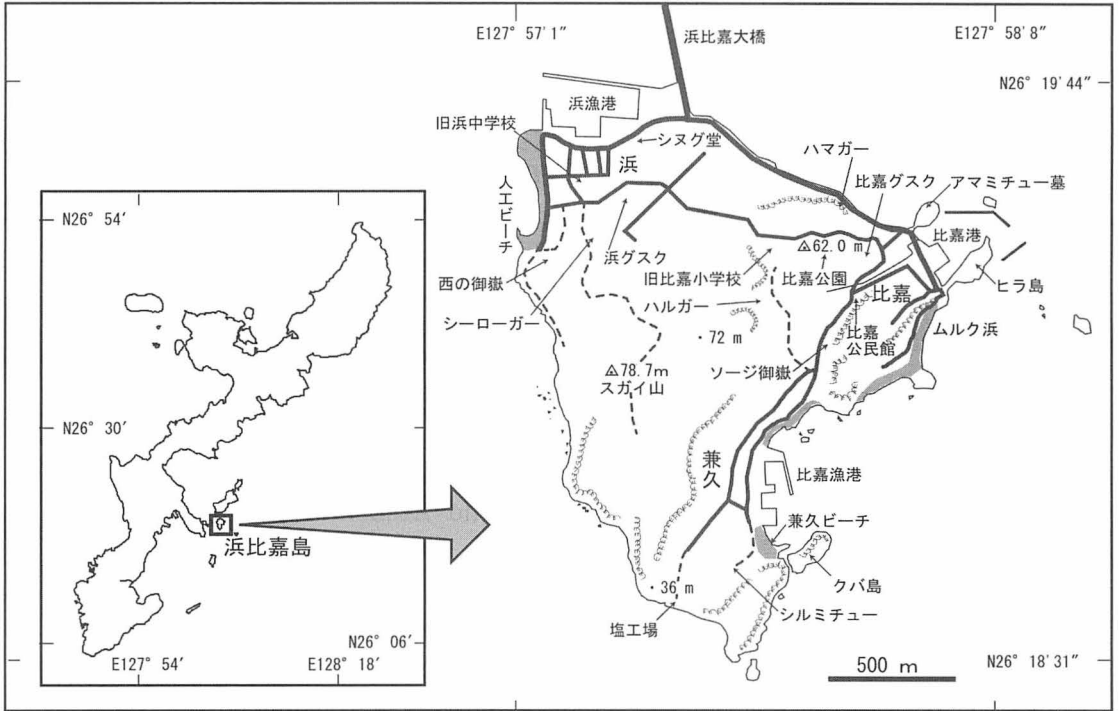 E127° 57′1″
浜比嘉大橋
E127° 58′8″
N26° 19′44″
浜漁港
旧浜中学校
シヌグ堂
ハマガー
浜
比嘉グスク
アマミチュー墓
人工ビーチ
比嘉港
△62.0 m
浜グスク
旧比嘉小学校
比嘉公園
ヒラ島
西の御嶽
ハルガー
比嘉
シーローガー
比嘉
公民館
ムルク浜
・72 m
ソージ御嶽
△78.7m
スガイ山
兼久
比嘉漁港
兼久ビーチ
クバ島
・36 m
シルミチュー
塩工場
500 m
N26° 18′31″
N26° 54′
N26° 30′
浜比嘉島
N26° 06′
E127° 54′
E128° 18′